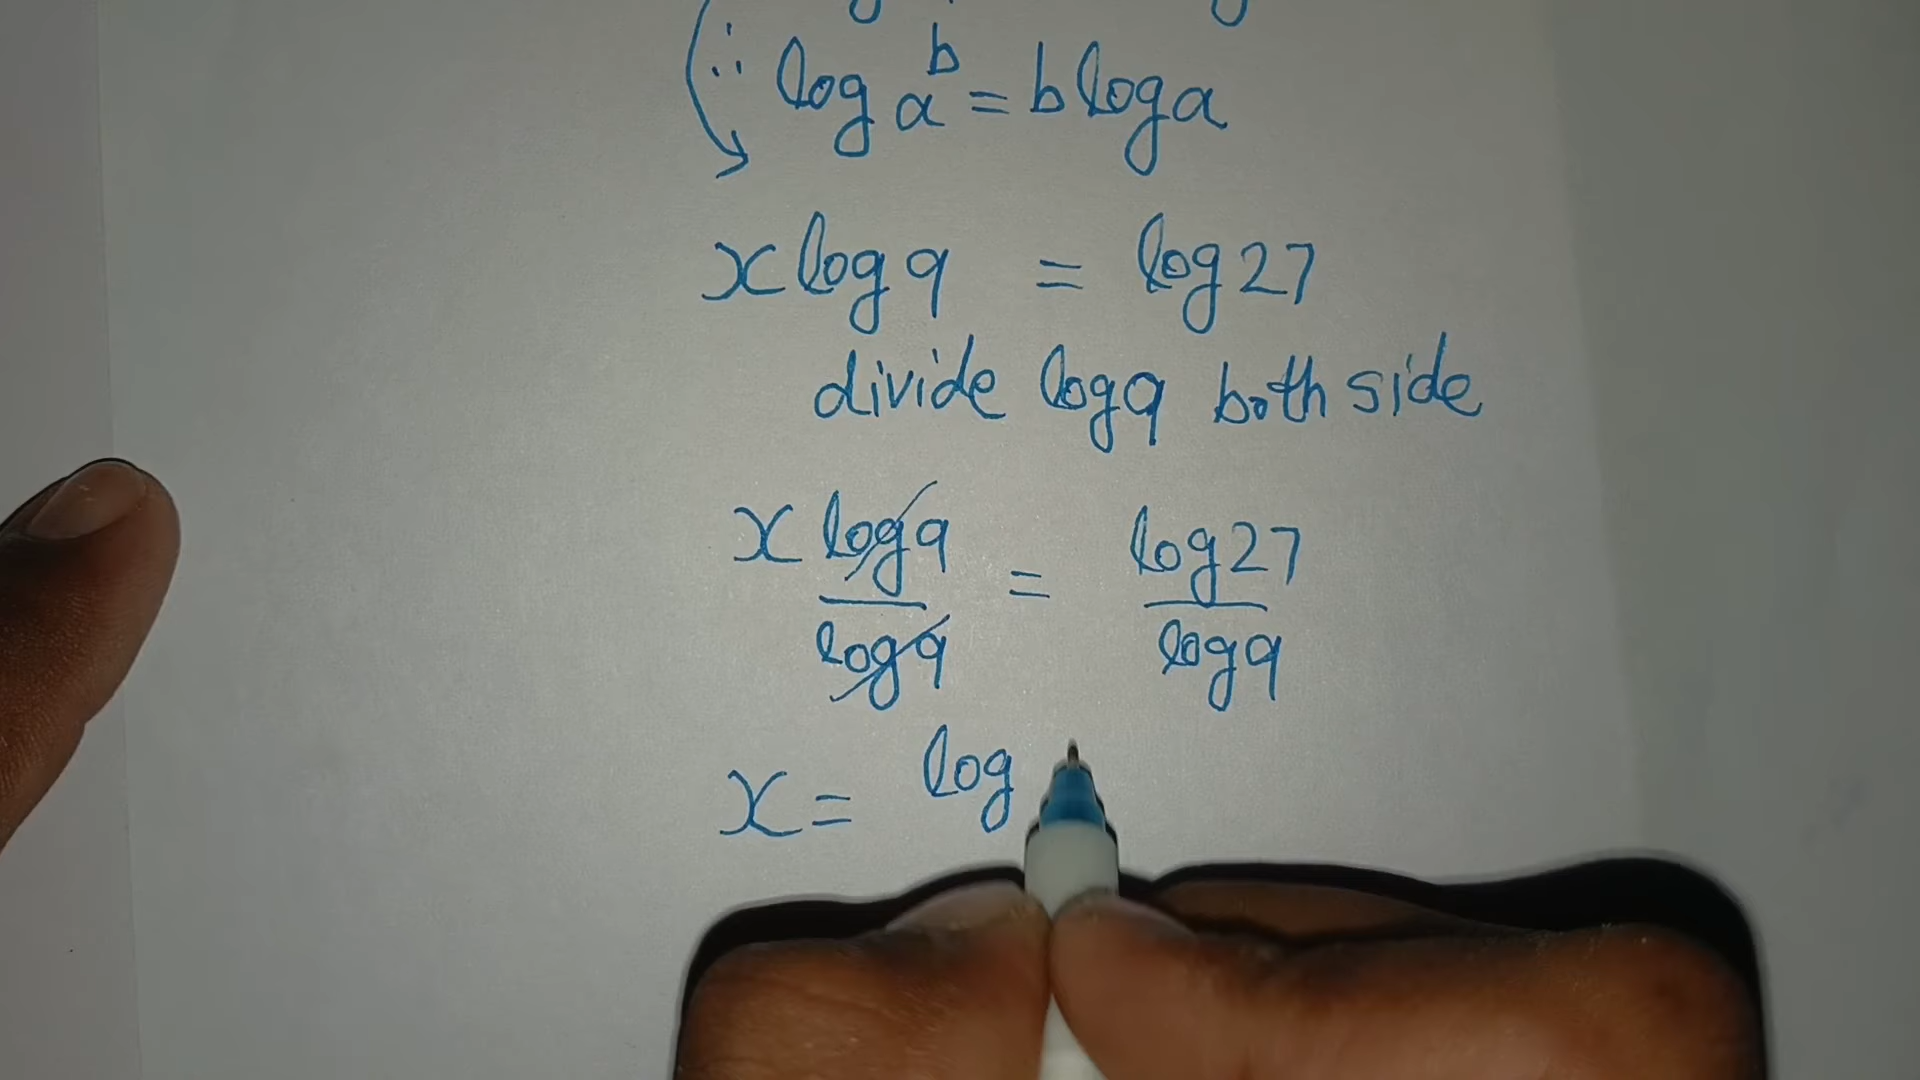 ∵ log a^b = b log a
x log 9 = log 27
divide log 9 both side
x log 9 / log 9 = log 27 / log 9
x = log